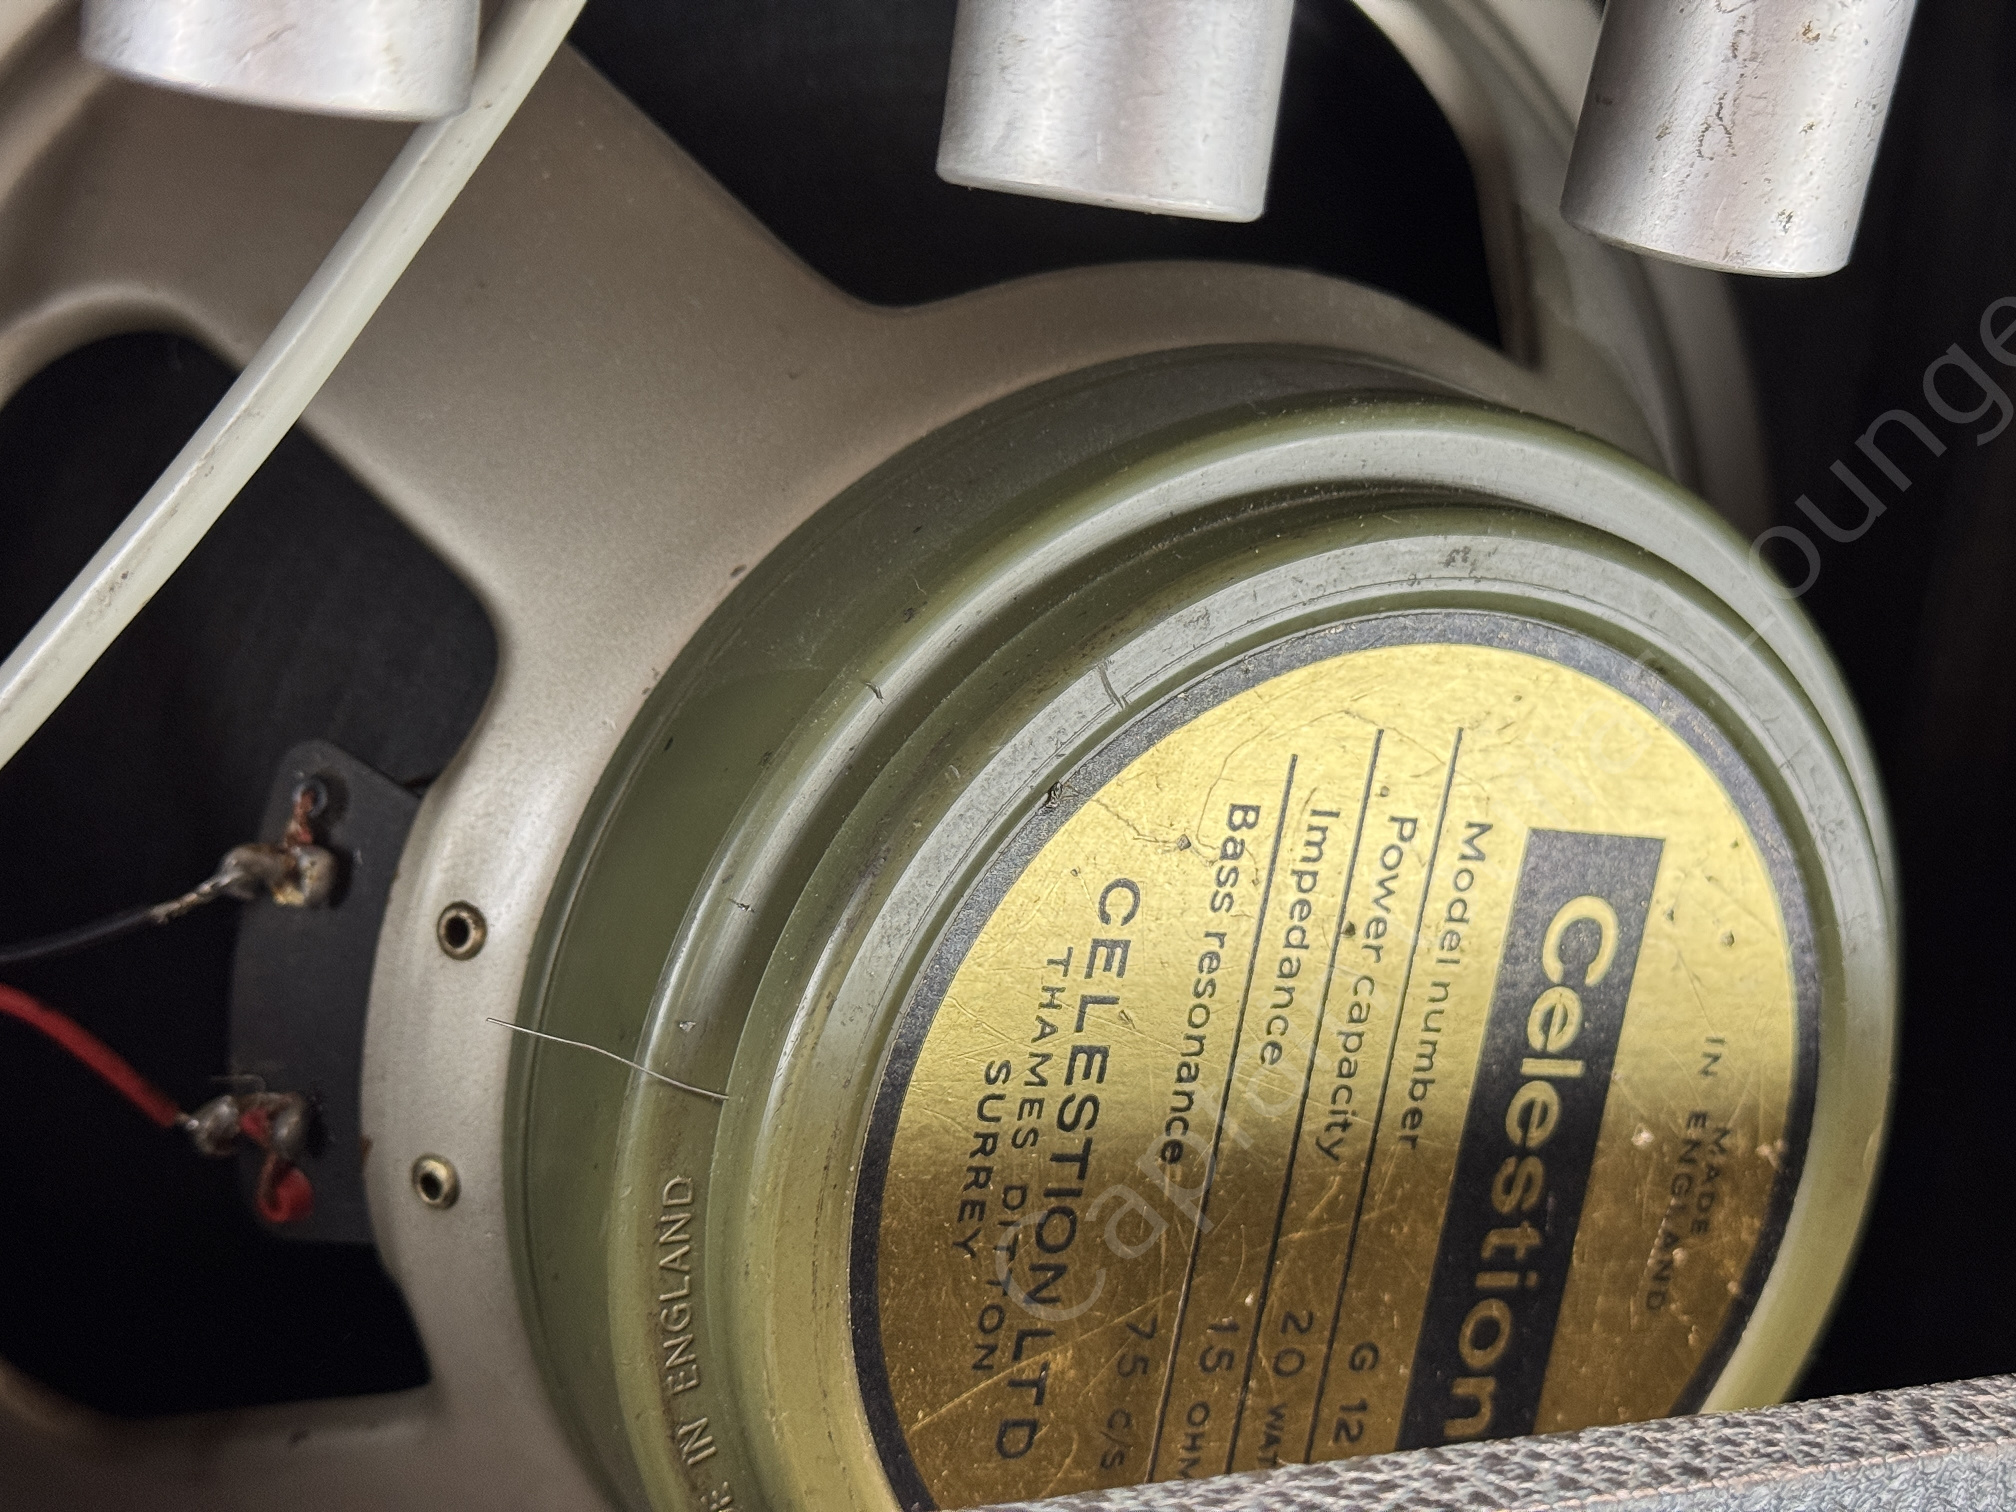 MADE
IN ENGLAND
Celestion
Model number G 12
Power capacity 20 WAT
Impedance 15 OHM
Bass resonance 75 C/S
CELESTION LTD
THAMES DITTON
SURREY
IN ENGLAND